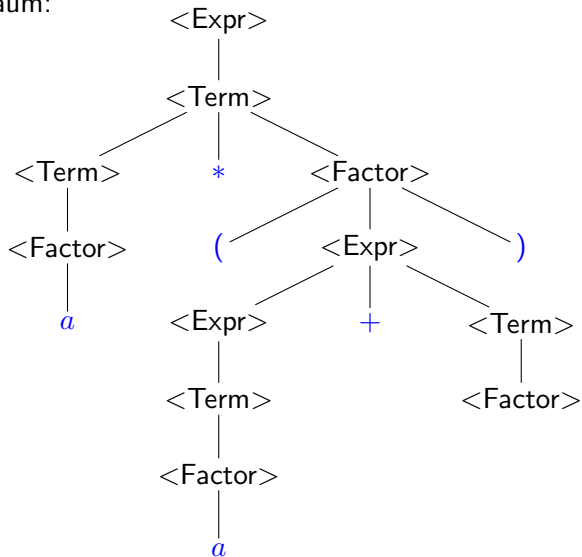 aum:
<Expr>
<Term>
<Term> * <Factor>
<Factor> ( <Expr> )
a <Expr> + <Term>
<Term> <Factor>
<Factor>
a